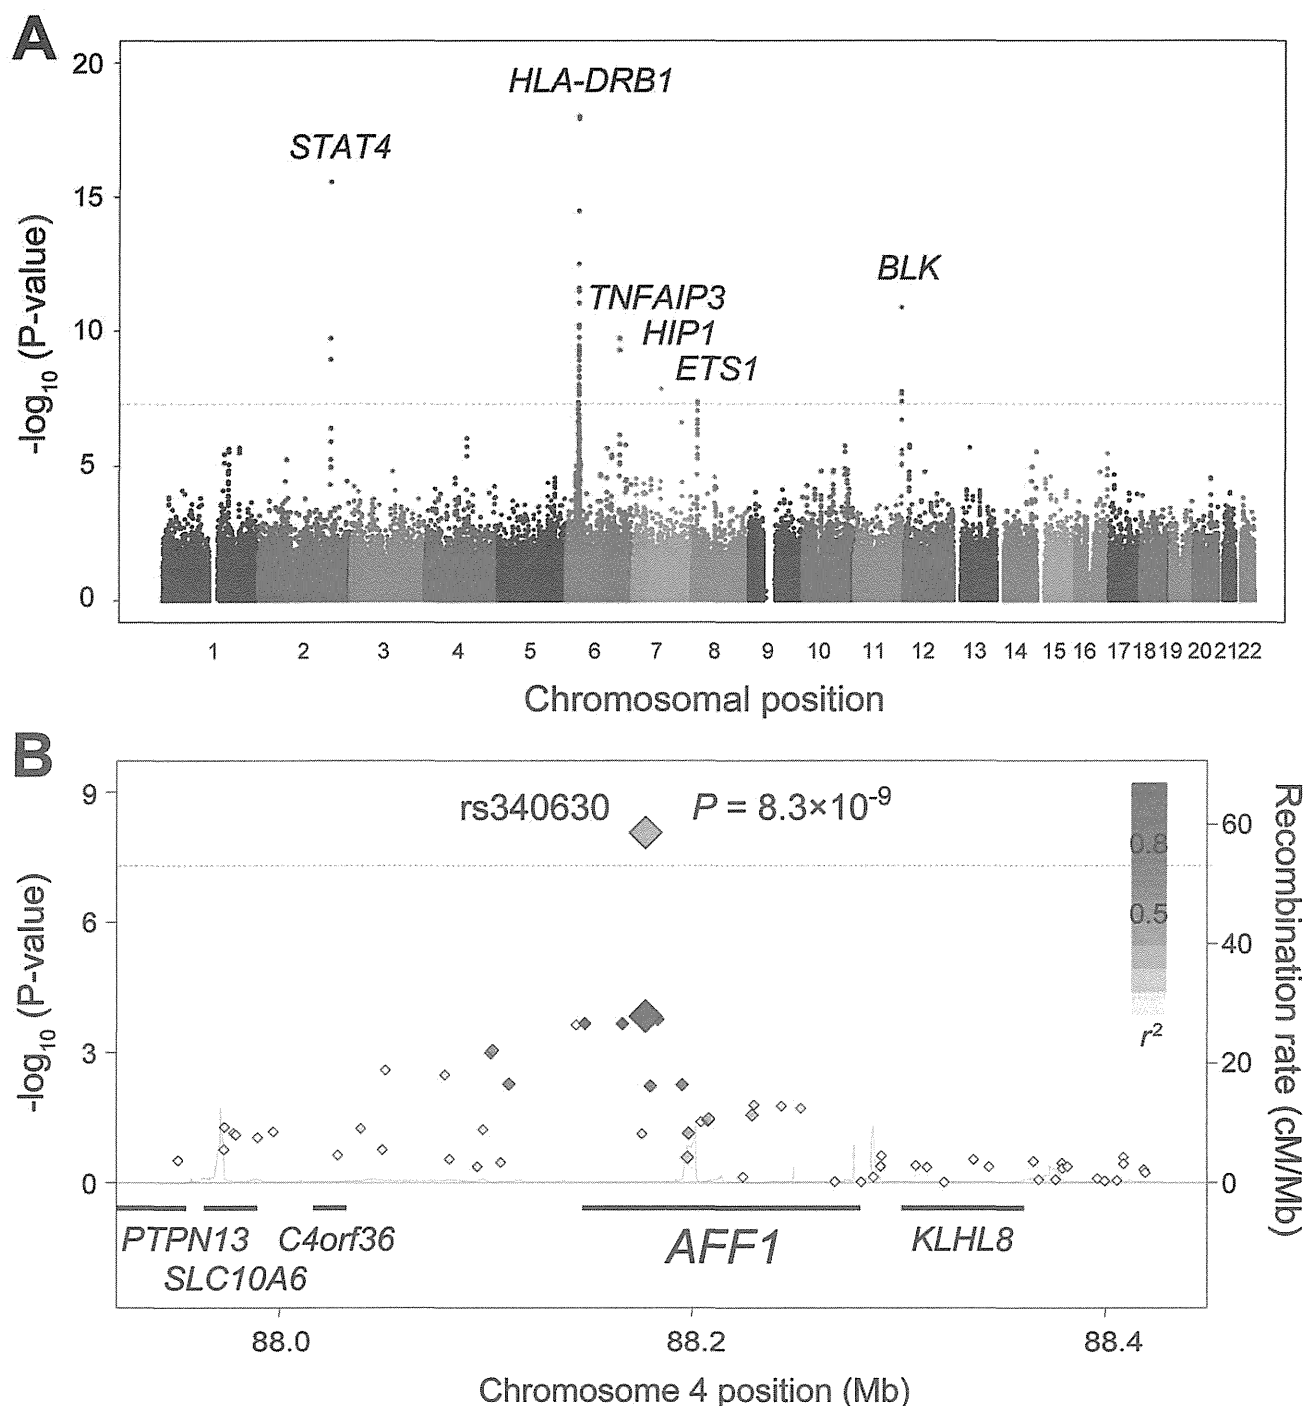 A
20
15
10
5
0
-log10 (P-value)
HLA-DRB1
STAT4
BLK
TNFAIP3
HIP1
ETS1
1 2 3 4 5 6 7 8 9 10 11 12 13 14 15 16 17 18 19 20 21 22
Chromosomal position
B
rs340630 P = 8.3×10-9
9
6
3
0
-log10 (P-value)
60
40
20
0
Recombination rate (cM/Mb)
0.8
0.5
r2
PTPN13 C4orf36 AFF1 KLHL8
SLC10A6
88.0 88.2 88.4
Chromosome 4 position (Mb)